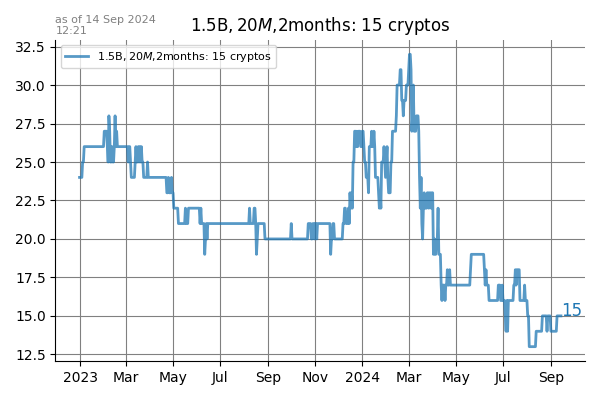 as of 14 Sep 2024
12:21
1.5B, 20M,2months: 15 cryptos
1.5B, 20M,2months: 15 cryptos
32.5
30.0
27.5
25.0
22.5
20.0
17.5
15.0
12.5
15
2023 Mar May Jul Sep Nov 2024 Mar May Jul Sep